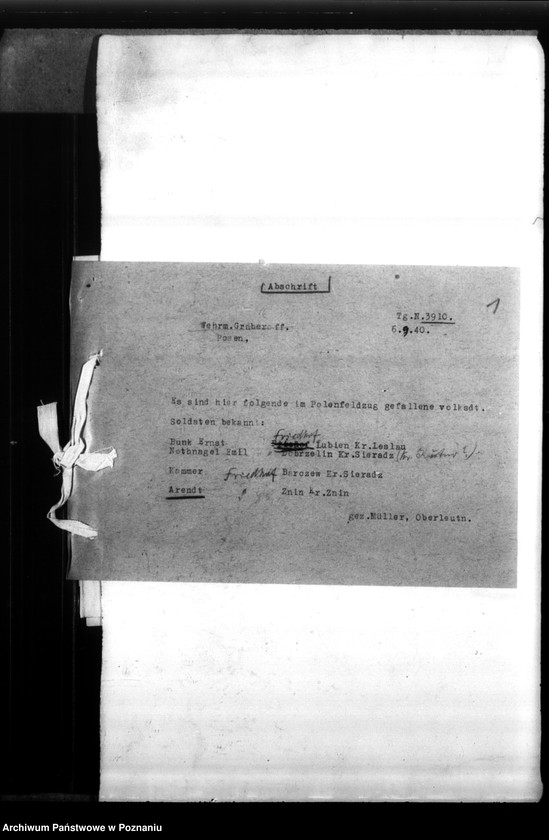 Abschrift
1
Tg.N.3910.
Wehrm.Gräberoff.
6.9.40.
Posen.
Es sind hier folgende im Polenfeldzug gefallene volksdt.
Soldaten bekannt:
Friedhof
Bunk Ernst Lubien Kr.Leslau
Nothnagel Emil " Dobrzelin Kr.Sieradz (Kr.
Kommer Friedhof Barczew Kr.Sieradz
Arendt " Znin Kr.Znin
gez.Müller, Oberleutn.
Archiwum Państwowe w Poznaniu